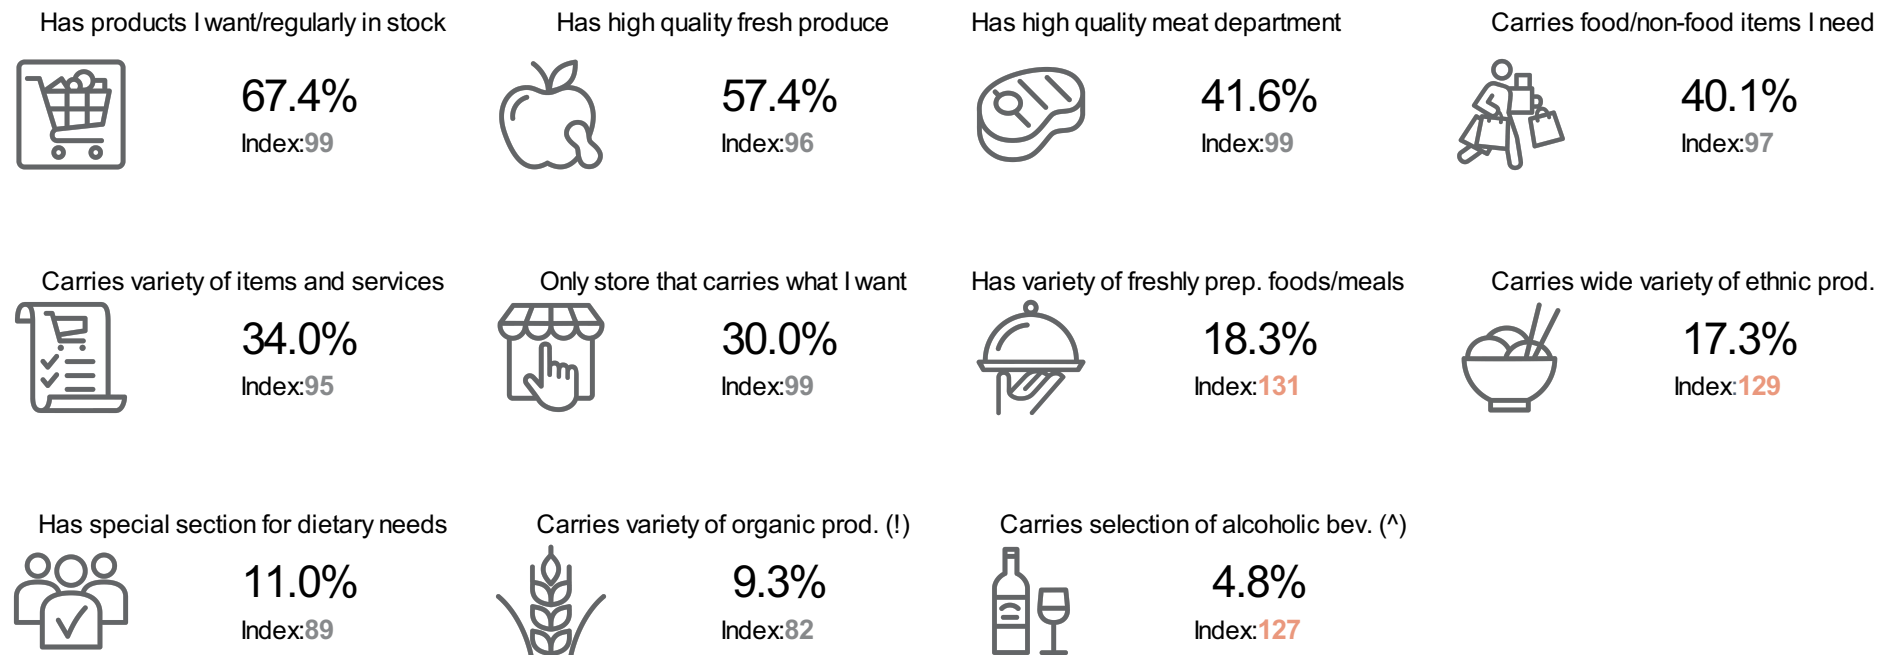 Has products I want/regularly in stock
67.4%
Index:99
Has high quality fresh produce
57.4%
Index:96
Has high quality meat department
41.6%
Index:99
Carries food/non-food items I need
40.1%
Index:97
Carries variety of items and services
34.0%
Index:95
Only store that carries what I want
30.0%
Index:99
Has variety of freshly prep. foods/meals
18.3%
Index:131
Carries wide variety of ethnic prod.
17.3%
Index:129
Has special section for dietary needs
11.0%
Index:89
Carries variety of organic prod. (!)
9.3%
Index:82
Carries selection of alcoholic bev. (^)
4.8%
Index:127